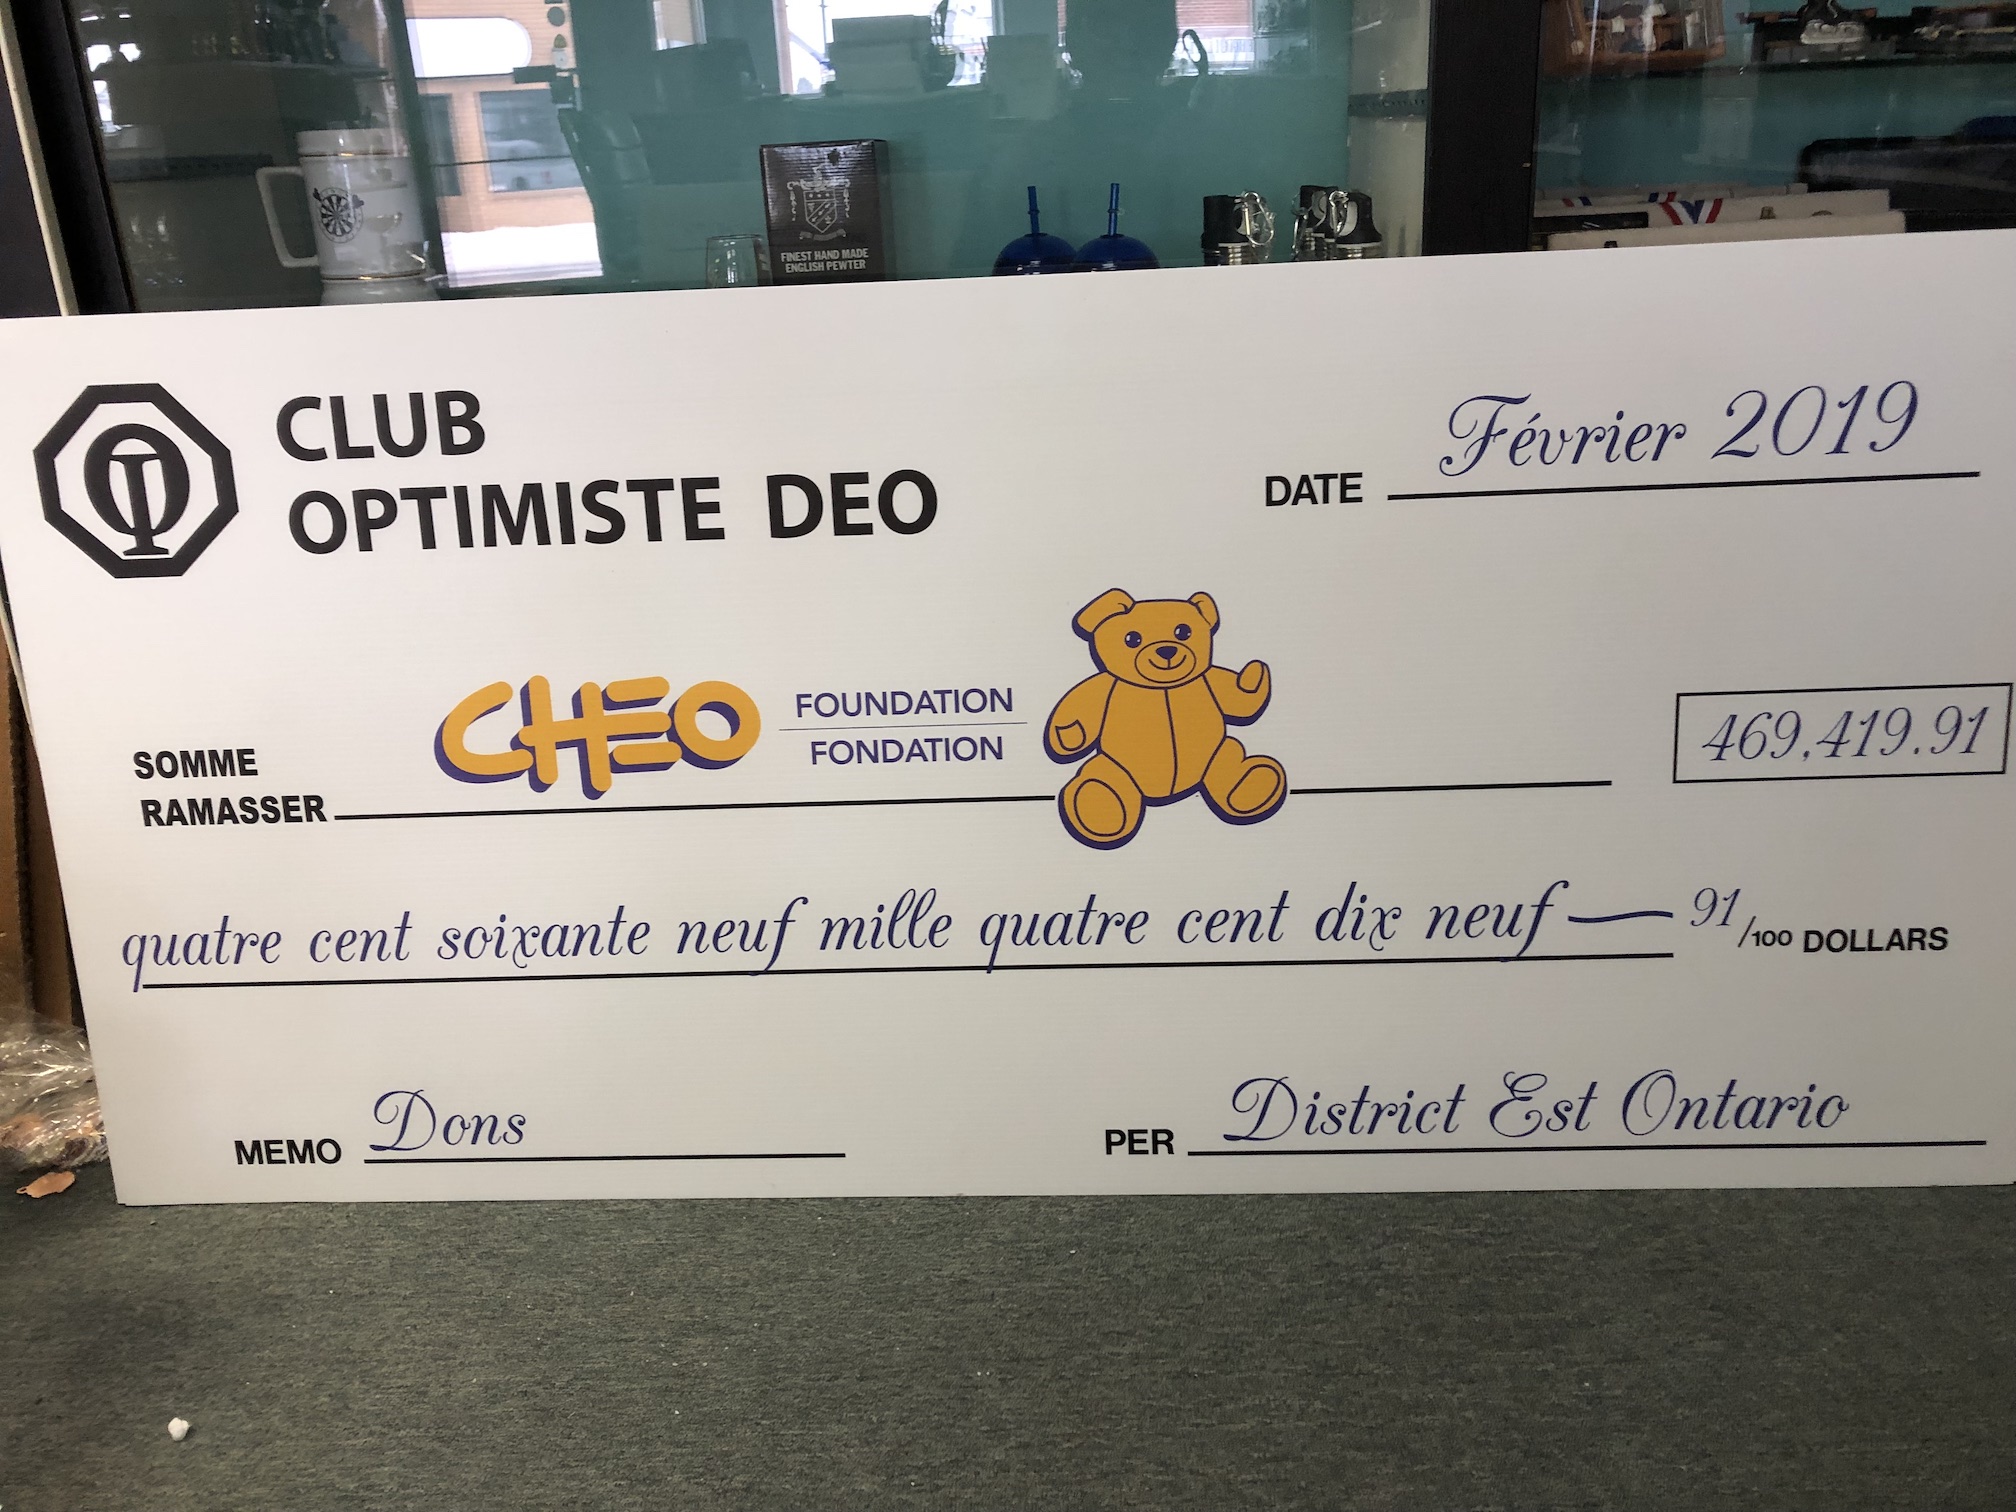 FINEST HAND MADE
ENGLISH PEWTER
CLUB
OPTIMISTE DEO
DATE Février 2019
SOMME
RAMASSER
CHEO
FOUNDATION
FONDATION
469,419.91
quatre cent soixante neuf mille quatre cent dix neuf — 91/100 DOLLARS
MEMO Dons
PER District Est Ontario